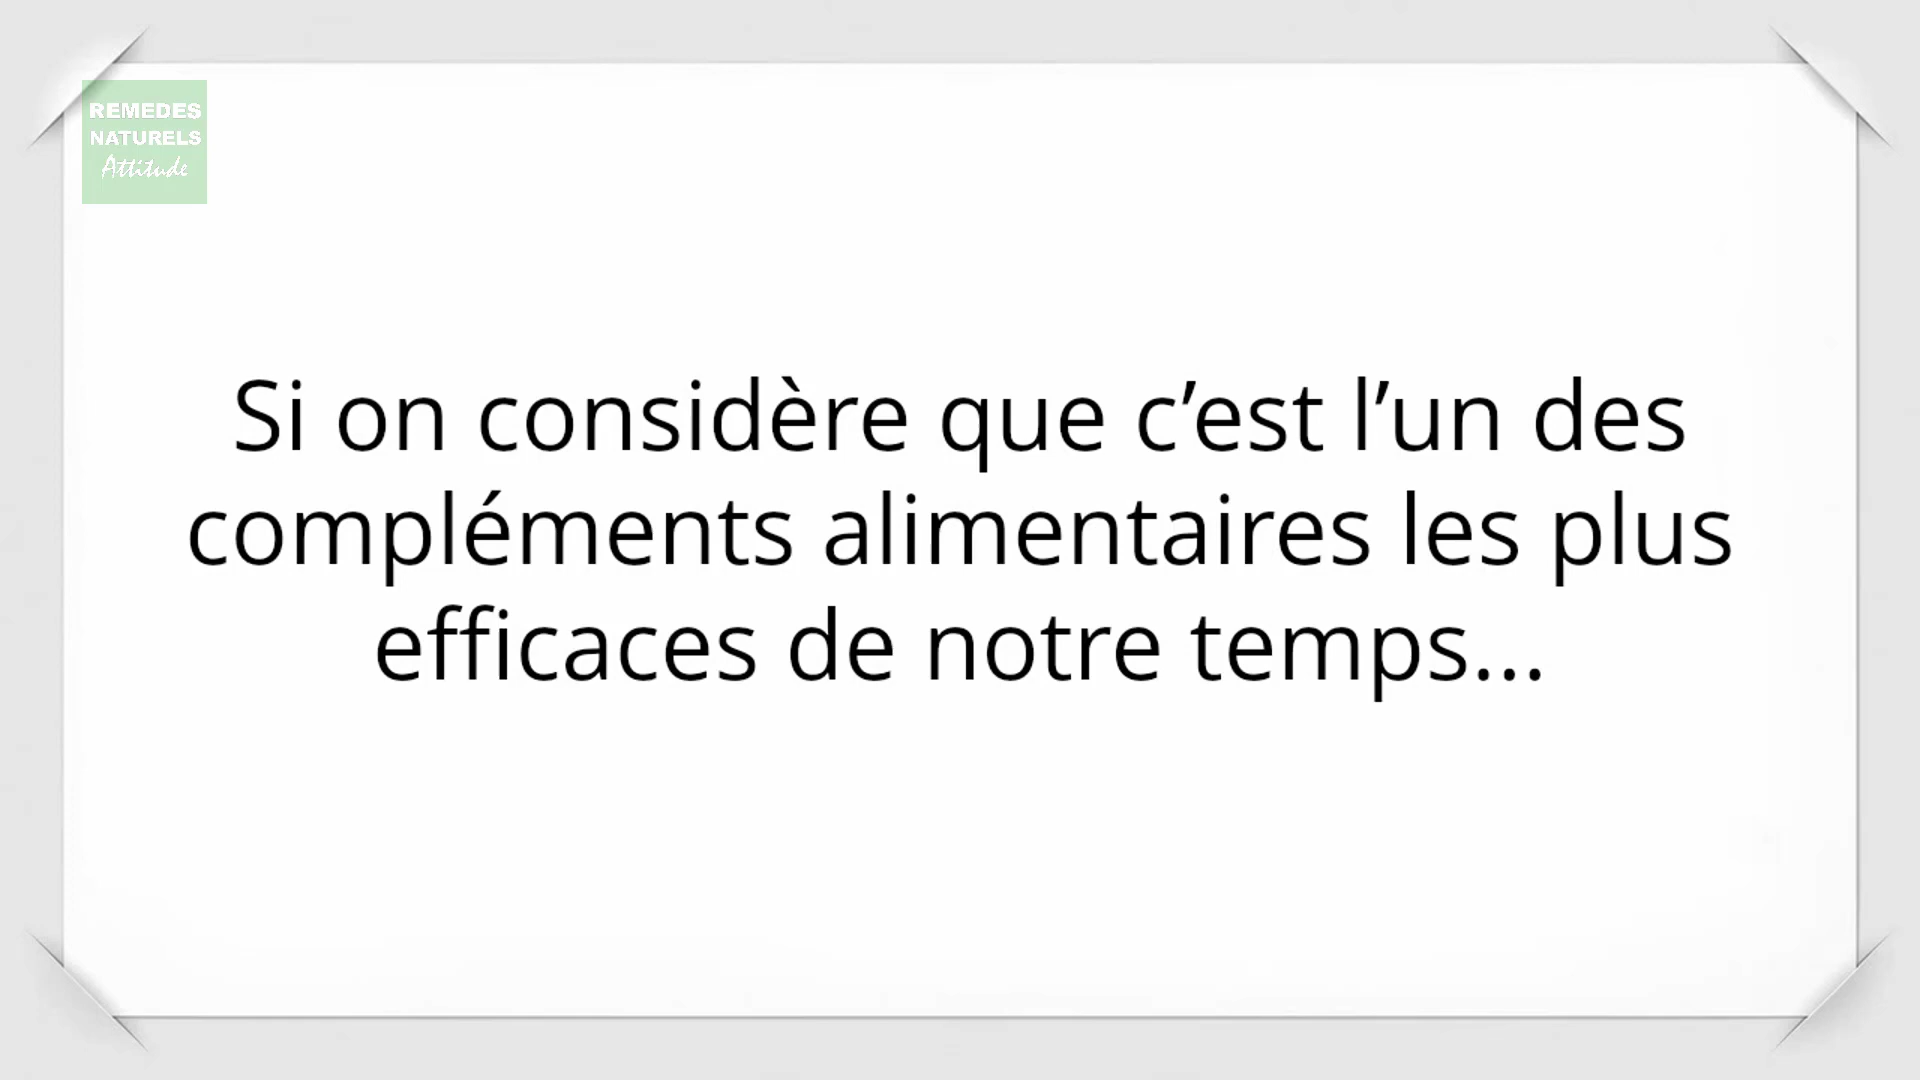 REMEDES
NATURELS
Attitude
Si on considère que c’est l’un des
compléments alimentaires les plus
efficaces de notre temps...